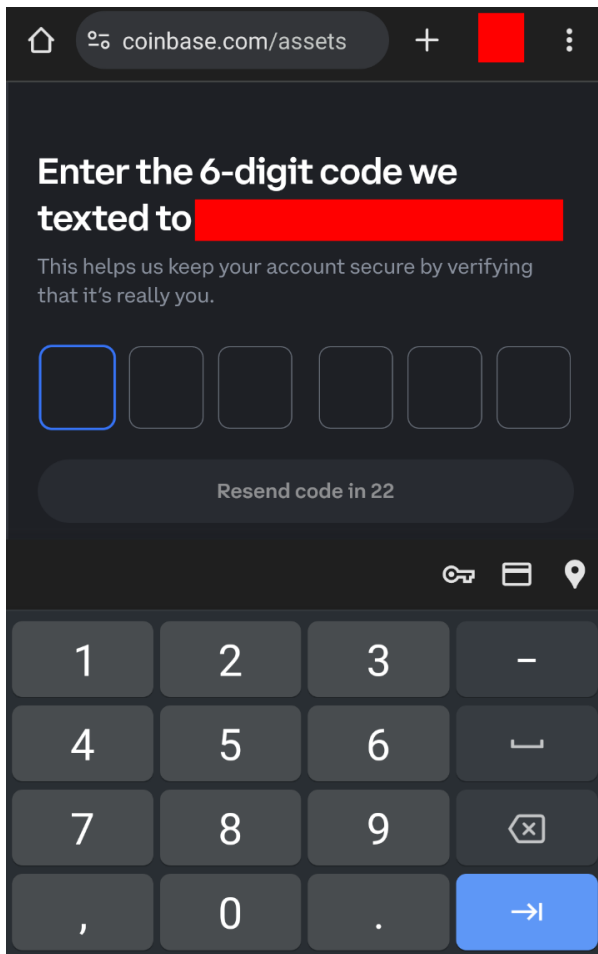 coinbase.com/assets
Enter the 6-digit code we
texted to
This helps us keep your account secure by verifying
that it's really you.
Resend code in 22
1 2 3 –
4 5 6
7 8 9
, 0 .